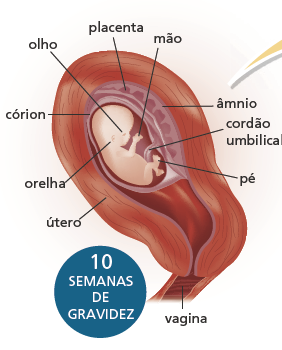 placenta
olho
mão
âmnio
córion
cordão
umbilical
orelha
pé
útero
10
SEMANAS
DE
GRAVIDEZ
vagina